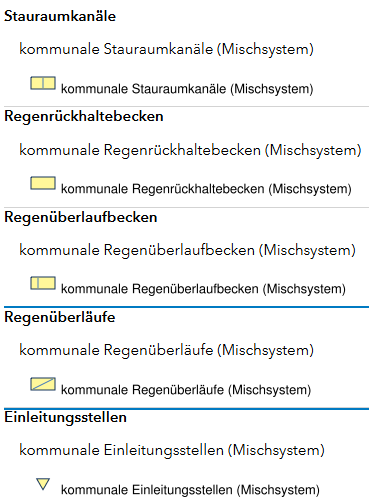 Stauraumkanäle
kommunale Stauraumkanäle (Mischsystem)
kommunale Stauraumkanäle (Mischsystem)
Regenrückhaltebecken
kommunale Regenrückhaltebecken (Mischsystem)
kommunale Regenrückhaltebecken (Mischsystem)
Regenüberlaufbecken
kommunale Regenüberlaufbecken (Mischsystem)
kommunale Regenüberlaufbecken (Mischsystem)
Regenüberläufe
kommunale Regenüberläufe (Mischsystem)
kommunale Regenüberläufe (Mischsystem)
Einleitungsstellen
kommunale Einleitungsstellen (Mischsystem)
kommunale Einleitungsstellen (Mischsystem)